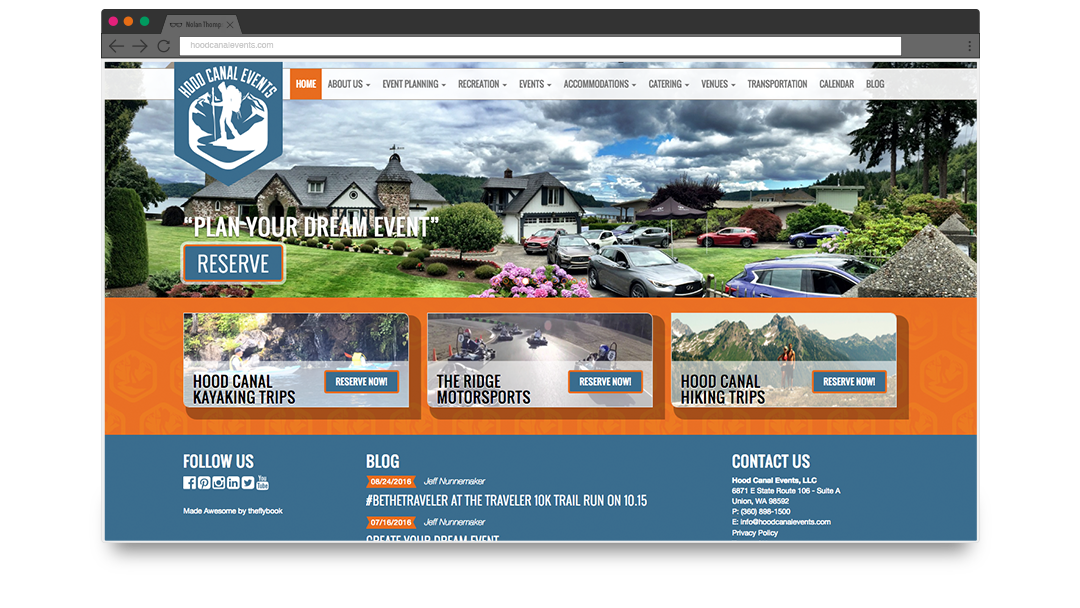 Nolan Thomp
hoodcanalevents.com
HOOD CANAL EVENTS
HOME ABOUT US EVENT PLANNING RECREATION EVENTS ACCOMMODATIONS CATERING VENUES TRANSPORTATION CALENDAR BLOG
“PLAN YOUR DREAM EVENT”
RESERVE
HOOD CANAL
KAYAKING TRIPS
RESERVE NOW!
THE RIDGE
MOTORSPORTS
RESERVE NOW!
HOOD CANAL
HIKING TRIPS
RESERVE NOW!
FOLLOW US
You
Tube
Made Awesome by theflybook
BLOG
08/24/2016 Jeff Nunnemaker
#BETHETRAVELER AT THE TRAVELER 10K TRAIL RUN ON 10.15
07/16/2016 Jeff Nunnemaker
CREATE YOUR DREAM EVENT
CONTACT US
Hood Canal Events, LLC
6871 E State Route 106 - Suite A
Union, WA 98592
P: (360) 898-1500
E: info@hoodcanalevents.com
Privacy Policy